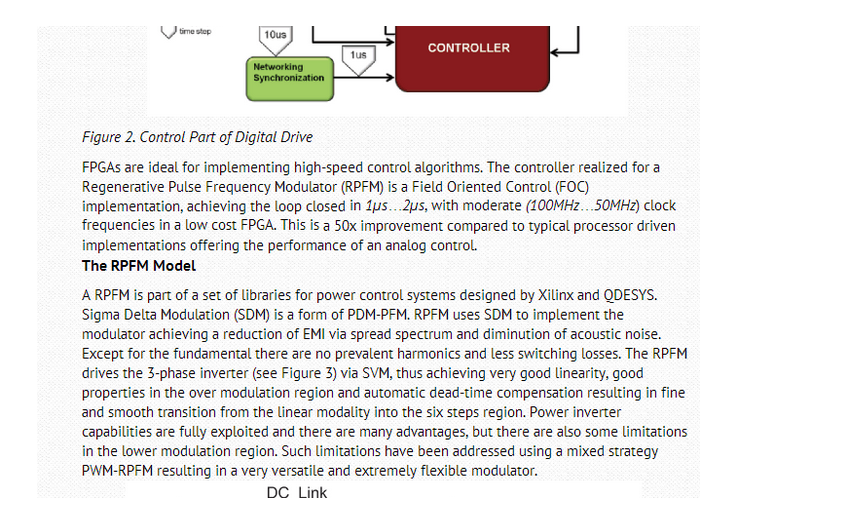 time step
10us
1us
CONTROLLER
Networking
Synchronization
Figure 2. Control Part of Digital Drive
FPGAs are ideal for implementing high-speed control algorithms. The controller realized for a
Regenerative Pulse Frequency Modulator (RPFM) is a Field Oriented Control (FOC)
implementation, achieving the loop closed in 1µs...2µs, with moderate (100MHz...50MHz) clock
frequencies in a low cost FPGA. This is a 50x improvement compared to typical processor driven
implementations offering the performance of an analog control.
The RPFM Model
A RPFM is part of a set of libraries for power control systems designed by Xilinx and QDESYS.
Sigma Delta Modulation (SDM) is a form of PDM-PFM. RPFM uses SDM to implement the
modulator achieving a reduction of EMI via spread spectrum and diminution of acoustic noise.
Except for the fundamental there are no prevalent harmonics and less switching losses. The RPFM
drives the 3-phase inverter (see Figure 3) via SVM, thus achieving very good linearity, good
properties in the over modulation region and automatic dead-time compensation resulting in fine
and smooth transition from the linear modality into the six steps region. Power inverter
capabilities are fully exploited and there are many advantages, but there are also some limitations
in the lower modulation region. Such limitations have been addressed using a mixed strategy
PWM-RPFM resulting in a very versatile and extremely flexible modulator.
DC Link